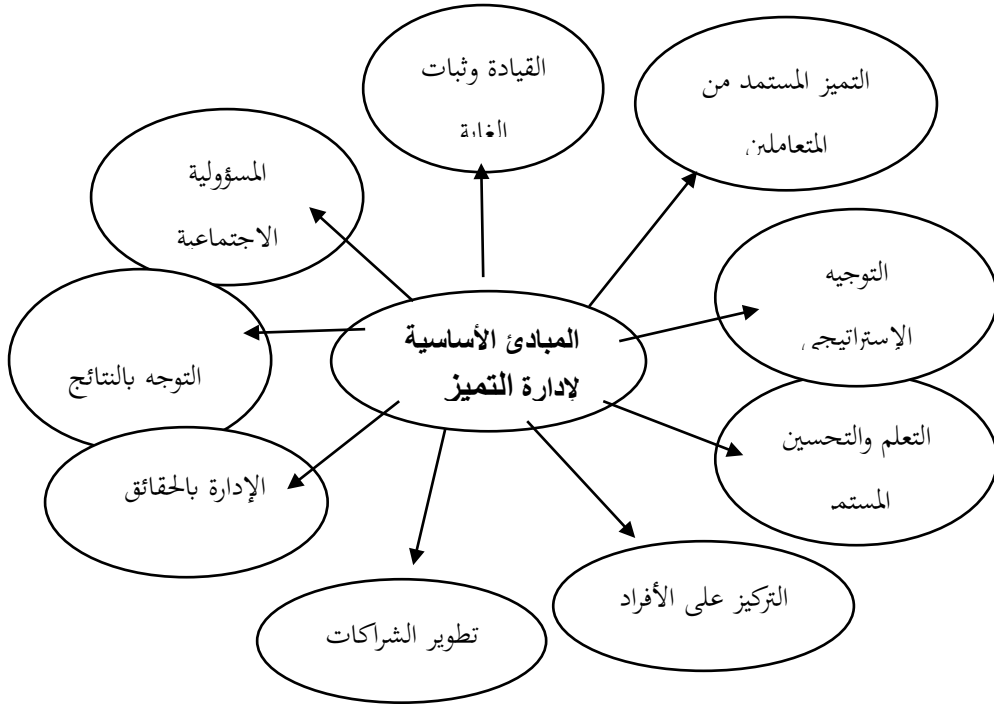 القيادة وثبات
الغاية
التميز المستمد من
المتعاملين
المسؤولية
الاجتماعية
التوجيه
الإستراتيجي
المبادئ الأساسية
لإدارة التميز
التوجه بالنتائج
التعلم والتحسين
المستمر
الإدارة بالحقائق
التركيز على الأفراد
تطوير الشراكات